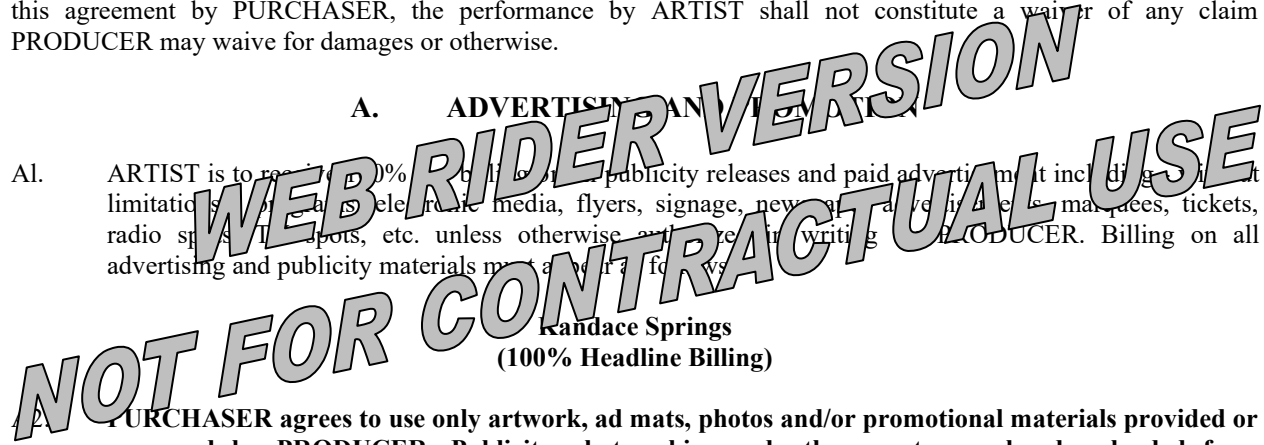 this agreement by PURCHASER, the performance by ARTIST shall not constitute a waiver of any claim
PRODUCER may waive for damages or otherwise.
A. ADVERTISING AND PROMOTION
Al. ARTIST is to receive 100% billing publicity releases and paid advertisement including
limitations electronic media, flyers, signage, newspaper advertisements, marquees, tickets,
radio spots, TV spots, etc. unless otherwise authorized in writing PRODUCER. Billing on all
advertising and publicity materials must appear as follows
Kandace Springs
(100% Headline Billing)
A2. PURCHASER agrees to use only artwork, ad mats, photos and/or promotional materials provided or
WEB RIDER VERSION
NOT FOR CONTRACTUAL USE